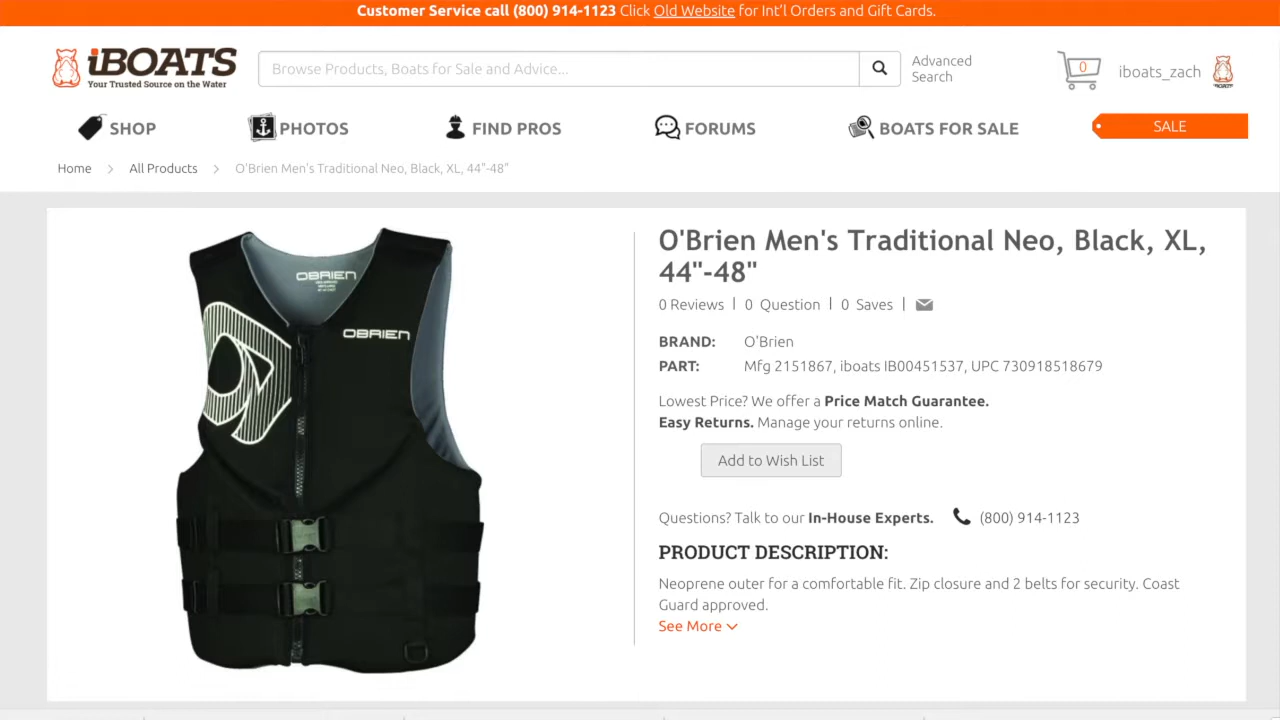 Customer Service call (800) 914-1123 Click Old Website for Int'l Orders and Gift Cards.
iBOATS
Your Trusted Source on the Water
Browse Products, Boats for Sale and Advice...
Advanced
Search
0
iboats_zach
iBOATS
SHOP
PHOTOS
FIND PROS
FORUMS
BOATS FOR SALE
SALE
Home > All Products > O'Brien Men's Traditional Neo, Black, XL, 44"-48"
OBRIEN
OBRIEN
O'Brien Men's Traditional Neo, Black, XL,
44"-48"
0 Reviews | 0 Question | 0 Saves |
BRAND: O'Brien
PART: Mfg 2151867, iboats IB00451537, UPC 730918518679
Lowest Price? We offer a Price Match Guarantee.
Easy Returns. Manage your returns online.
Add to Wish List
Questions? Talk to our In-House Experts. (800) 914-1123
PRODUCT DESCRIPTION:
Neoprene outer for a comfortable fit. Zip closure and 2 belts for security. Coast
Guard approved.
See More